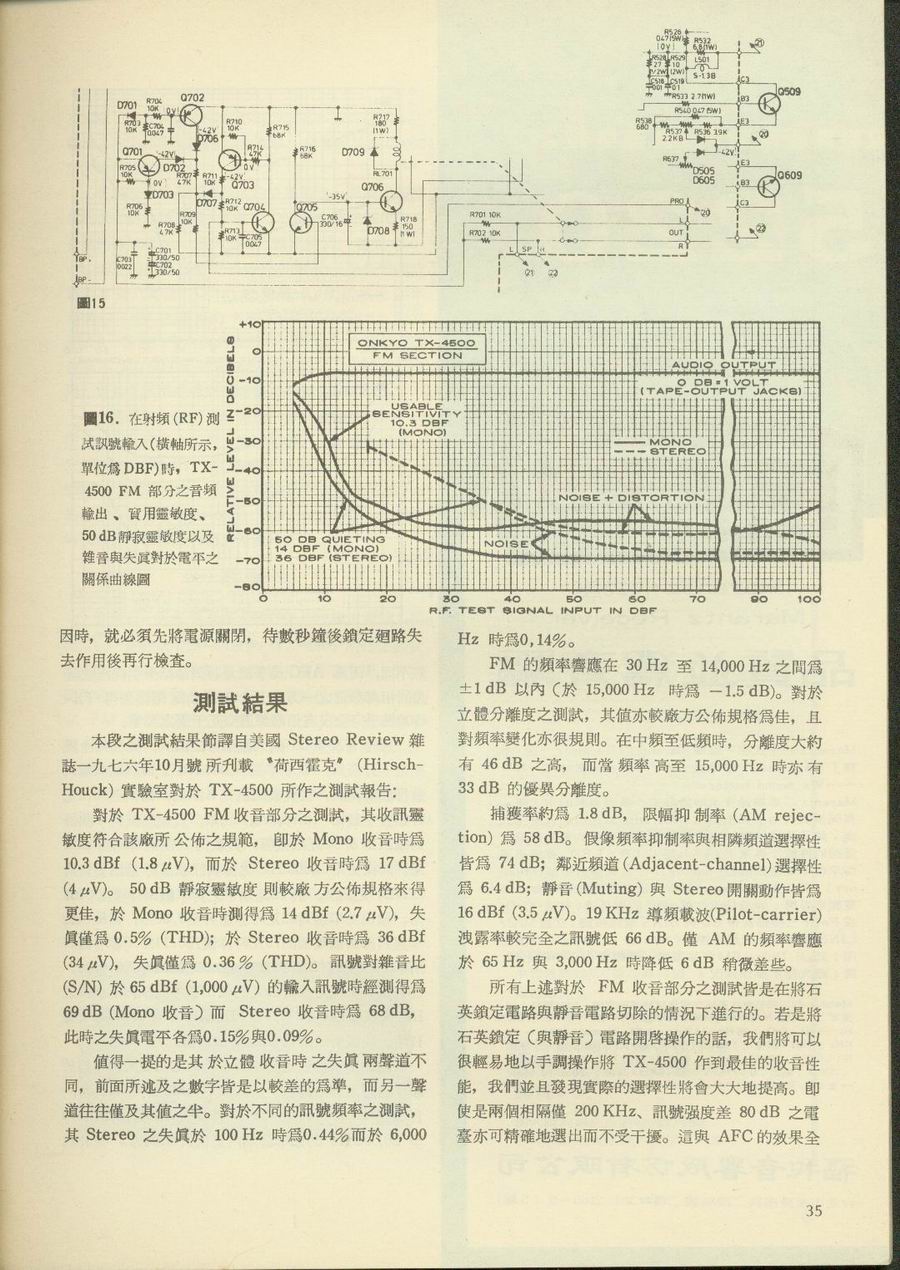 D701
R704
10K
Q702
R703
10K
C704
0.047
0V
-42V
D706
R710
10K
R715
68K
R716
68K
R717
180
(1W)
D709
RL701
Q701
R705
10K
D702
-42V
R714
47K
0V
-42V
Q703
D703
R707
47K
R711
10K
R706
10K
D707
R712
10K
Q704
Q705
-35V
Q706
R708
4.7K
R709
10K
R713
10K
C705
0047
C706
330/16
D708
R718
150
(1W)
C703
0022
C701
330/50
C702
330/50
R701 10K
R702 10K
L SP R
PRO
L
OUT
R
R526
0.47(5W)
(0V)
R532
6.8(1W)
R528
27
(1/2W)
R529
10
(2W)
L501
S-1.3B
C518
001
C519
0.1
R533 2.7(1W)
R540 0.47(5W)
R538
680
R537
2.2KB
R536 3.9K
-42V
R637
D505
D605
C3
B3
E3
Q509
E3
B3
C3
Q609
圖15
ONKYO TX-4500
FM SECTION
AUDIO OUTPUT
0 DB=1 VOLT
(TAPE-OUTPUT JACKS)
USABLE
SENSITIVITY
10.3 DBF
(MONO)
MONO
STEREO
NOISE + DISTORTION
NOISE
50 DB QUIETING
14 DBF (MONO)
36 DBF (STEREO)
RELATIVE LEVEL IN DECIBELS
+10
0
-10
-20
-30
-40
-50
-60
-70
-80
0 10 20 30 40 50 60 70 90 100
R.F. TEST SIGNAL INPUT IN DBF
圖16. 在射頻(RF)測
試訊號輸入(橫軸所示,
單位爲DBF)時, TX-
4500 FM 部分之音頻
輸出、實用靈敏度、
50 dB靜寂靈敏度以及
雜音與失眞對於電平之
關係曲線圖
因時，就必須先將電源關閉，待數秒鐘後鎖定廻路失
去作用後再行檢查。
測試結果
本段之測試結果節譯自美國 Stereo Review 雜
誌一九七六年10月號所刋載〝荷西霍克〞 (Hirsch-
Houck) 實驗室對於 TX-4500 所作之測試報告:
對於 TX-4500 FM收音部分之測試，其收訊靈
敏度符合該廠所公佈之規範，卽於 Mono 收音時爲
10.3 dBf (1.8 μV)，而於 Stereo 收音時爲 17 dBf
(4 μV)。 50 dB 靜寂靈敏度則較廠方公佈規格來得
更佳，於 Mono 收音時測得爲 14 dBf (2.7 μV)，失
眞僅爲 0.5% (THD)；於 Stereo 收音時爲 36 dBf
(34 μV)，失眞僅爲 0.36 % (THD)。訊號對雜音比
(S/N) 於 65 dBf (1,000 μV) 的輸入訊號時經測得爲
69 dB (Mono 收音) 而 Stereo 收音時爲 68 dB，
此時之失眞電平各爲0.15%與0.09%。
值得一提的是其於立體收音時之失眞兩聲道不
同，前面所述及之數字皆是以較差的爲準，而另一聲
道往往僅及其值之半。對於不同的訊號頻率之測試，
其 Stereo 之失眞於 100 Hz 時爲0.44%而於 6,000
Hz 時爲0,14%。
FM 的頻率響應在 30 Hz 至 14,000 Hz 之間爲
±1 dB 以內（於 15,000 Hz 時爲 －1.5 dB)。對於
立體分離度之測試，其值亦較廠方公佈規格爲佳，且
對頻率變化亦很規則。在中頻至低頻時，分離度大約
有 46 dB 之高，而當頻率高至 15,000 Hz 時亦有
33 dB 的優異分離度。
捕獲率約爲 1.8 dB，限幅抑制率 (AM rejec-
tion) 爲 58 dB。假像頻率抑制率與相隣頻道選擇性
皆爲 74 dB；鄰近頻道 (Adjacent-channel) 選擇性
爲 6.4 dB；靜音 (Muting) 與 Stereo 開關動作皆爲
16 dBf (3.5 μV)。19 KHz 導頻載波(Pilot-carrier)
洩露率較完全之訊號低 66 dB。僅 AM 的頻率響應
於 65 Hz 與 3,000 Hz 時降低 6 dB 稍微差些。
所有上述對於 FM 收音部分之測試皆是在將石
英鎖定電路與靜音電路切除的情況下進行的。若是將
石英鎖定（與靜音）電路開啓操作的話，我們將可以
很輕易地以手調操作將 TX-4500 作到最佳的收音性
能，我們並且發現實際的選擇性將會大大地提高。卽
使是兩個相隔僅 200 KHz、訊號强度差 80 dB 之電
臺亦可精確地選出而不受干擾。這與 AFC 的效果全
35